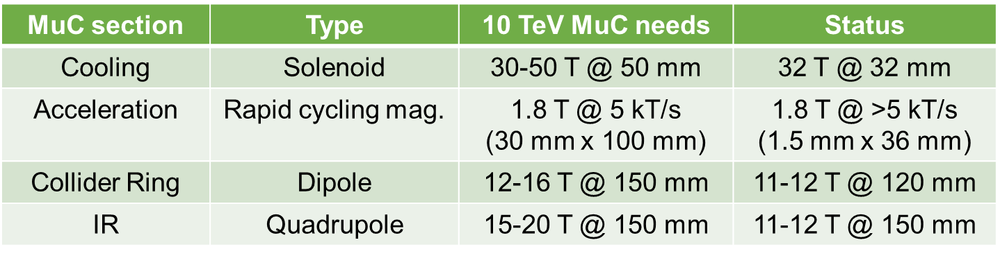 MuC section Type 10 TeV MuC needs Status
Cooling Solenoid 30-50 T @ 50 mm 32 T @ 32 mm
Acceleration Rapid cycling mag. 1.8 T @ 5 kT/s 1.8 T @ >5 kT/s
(30 mm x 100 mm) (1.5 mm x 36 mm)
Collider Ring Dipole 12-16 T @ 150 mm 11-12 T @ 120 mm
IR Quadrupole 15-20 T @ 150 mm 11-12 T @ 150 mm